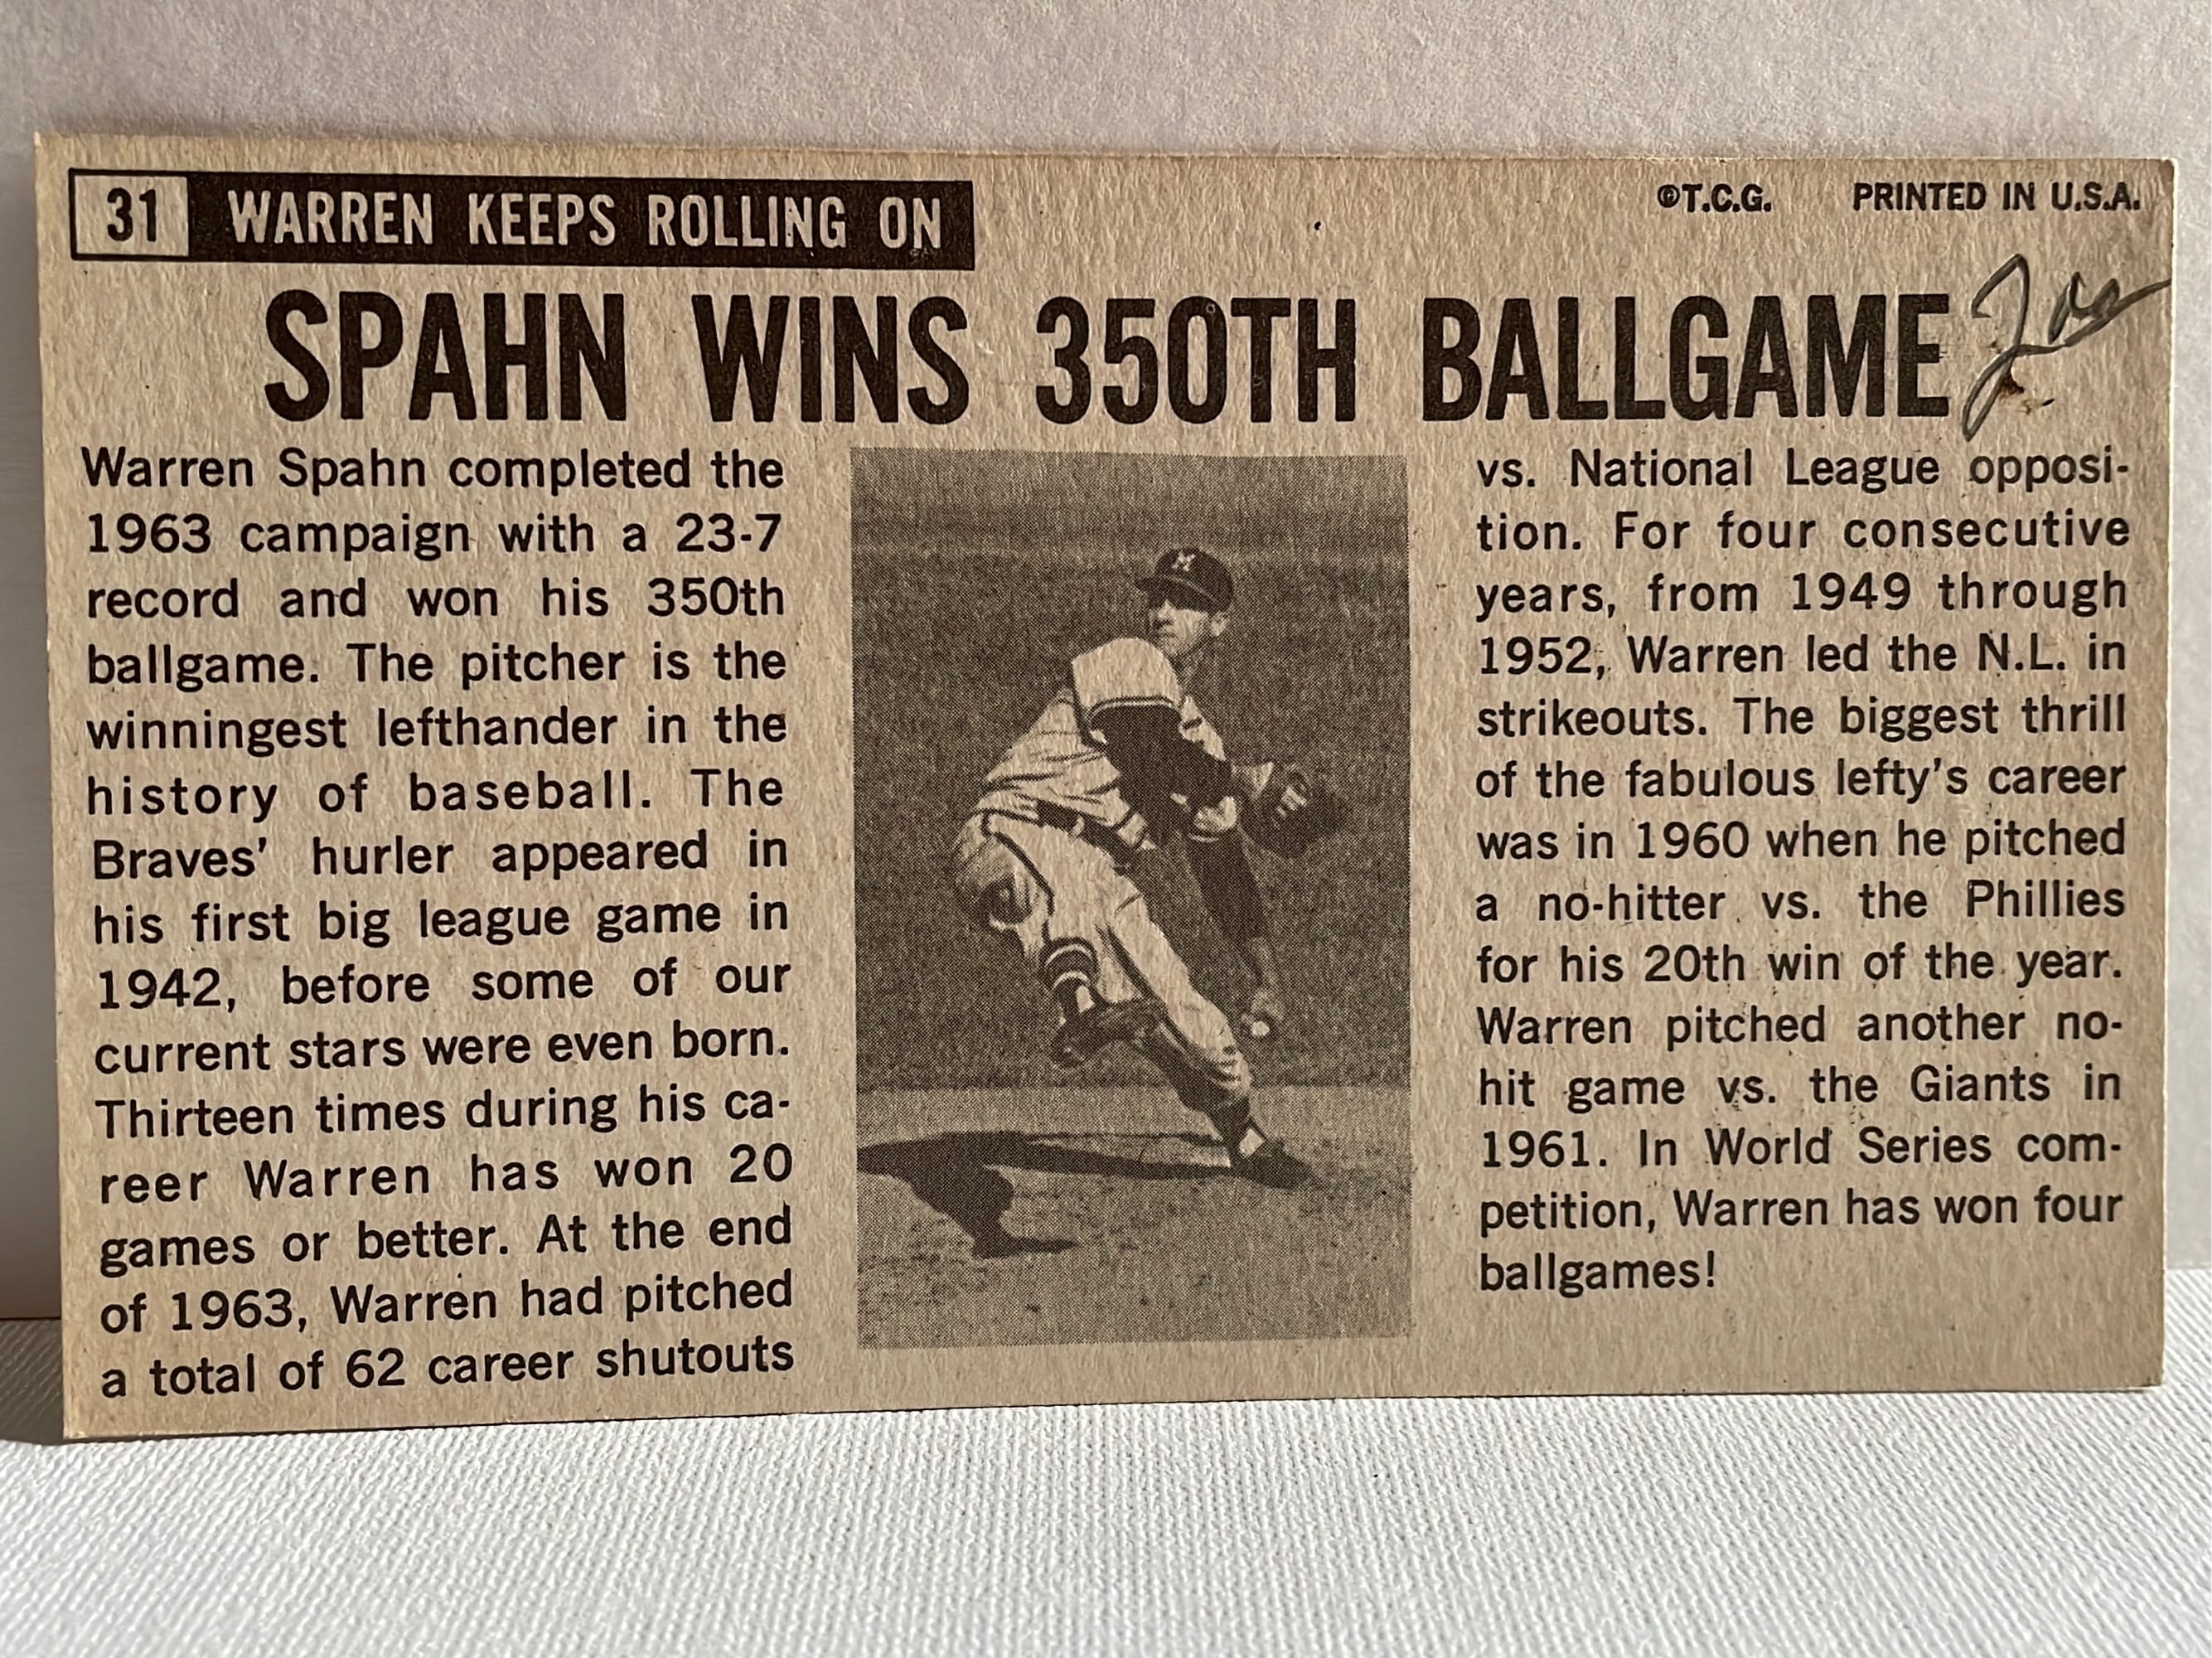 31 WARREN KEEPS ROLLING ON
©T.C.G. PRINTED IN U.S.A.
SPAHN WINS 350TH BALLGAME
Warren Spahn completed the
1963 campaign with a 23-7
record and won his 350th
ballgame. The pitcher is the
winningest lefthander in the
history of baseball. The
Braves' hurler appeared in
his first big league game in
1942, before some of our
current stars were even born.
Thirteen times during his ca-
reer Warren has won 20
games or better. At the end
of 1963, Warren had pitched
a total of 62 career shutouts
M
vs. National League opposi-
tion. For four consecutive
years, from 1949 through
1952, Warren led the N.L. in
strikeouts. The biggest thrill
of the fabulous lefty's career
was in 1960 when he pitched
a no-hitter vs. the Phillies
for his 20th win of the year.
Warren pitched another no-
hit game vs. the Giants in
1961. In World Series com-
petition, Warren has won four
ballgames!